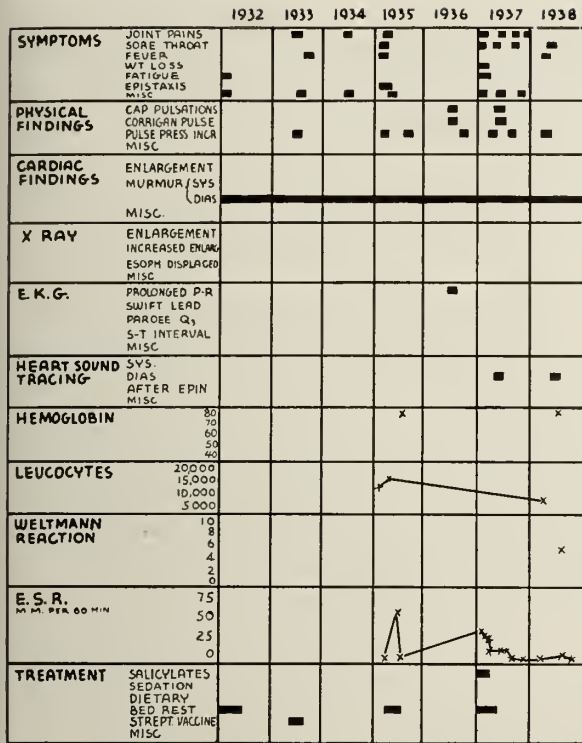 1932 1933 1934 1935 1936 1937 1938
SYMPTOMS
JOINT PAINS
SORE THROAT
FEVER
WT LOSS
FATIGUE
EPISTAXIS
MISC
PHYSICAL FINDINGS
CAP PULSATIONS
CORRIGAN PULSE
PULSE PRESS INCR
MISC
CARDIAC FINDINGS
ENLARGEMENT
MURMUR SYS
DIAS
MISC.
X RAY
ENLARGEMENT
INCREASED ENLARG
ESOPH DISPLACED
MISC
E.K.G.
PROLONGED P-R
SWIFT LEAD
PARDEE Q3
S-T INTERVAL
MISC
HEART SOUND TRACING
SYS.
DIAS
AFTER EPIN
MISC
HEMOGLOBIN
80
70
60
50
40
LEUCOCYTES
20,000
15,000
10,000
5000
WELTMANN REACTION
10
8
6
4
2
0
E.S.R.
M.M. PER 60 MIN
75
50
25
0
TREATMENT
SALICYLATES
SEDATION
DIETARY
BED REST
STREPT. VACCINE
MISC